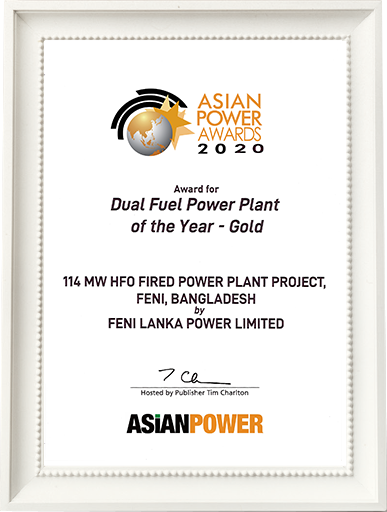 ASIAN
POWER
AWARDS
2020
Award for
Dual Fuel Power Plant
of the Year - Gold
114 MW HFO FIRED POWER PLANT PROJECT,
FENI, BANGLADESH
by
FENI LANKA POWER LIMITED
Hosted by Publisher Tim Charlton
ASIANPOWER